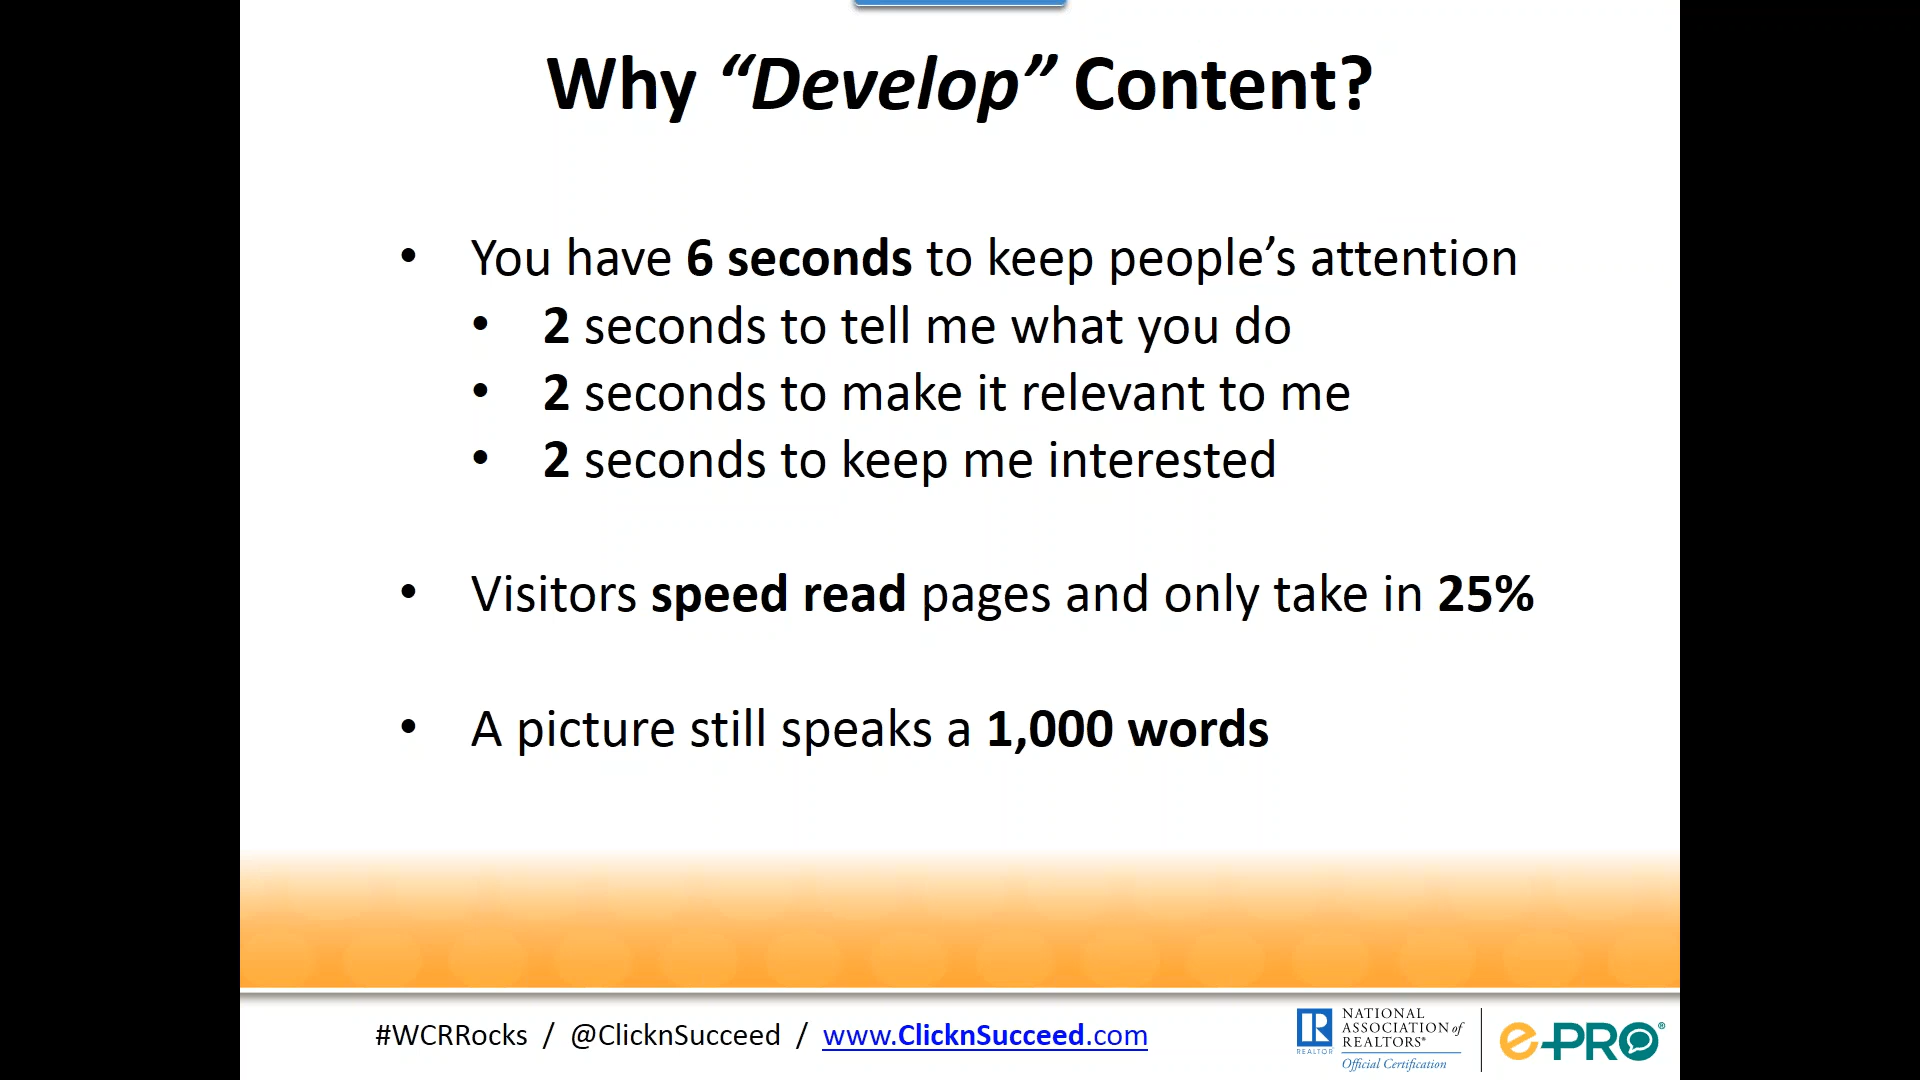 Why “Develop” Content?
• You have 6 seconds to keep people’s attention
• 2 seconds to tell me what you do
• 2 seconds to make it relevant to me
• 2 seconds to keep me interested
• Visitors speed read pages and only take in 25%
• A picture still speaks a 1,000 words
#WCRRocks / @ClicknSucceed / www.ClicknSucceed.com
REALTOR
NATIONAL
ASSOCIATION of
REALTORS®
Official Certification
e-PRO®